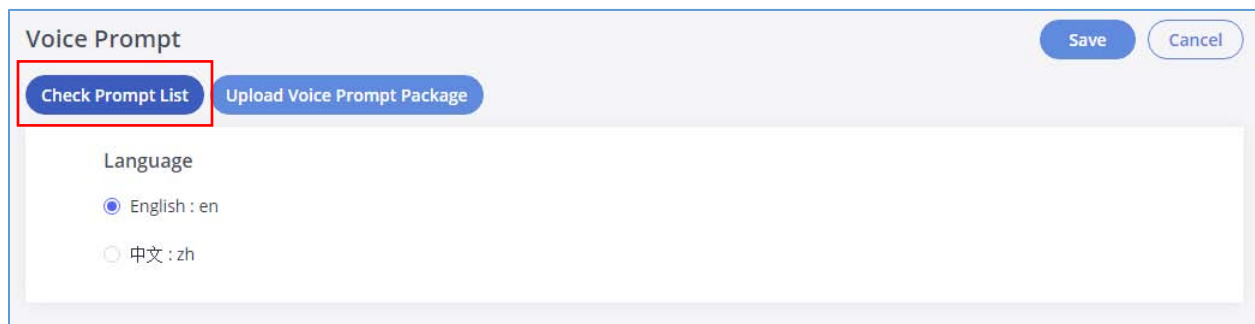 Voice Prompt
Save
Cancel
Check Prompt List
Upload Voice Prompt Package
Language
English : en
中文 : zh